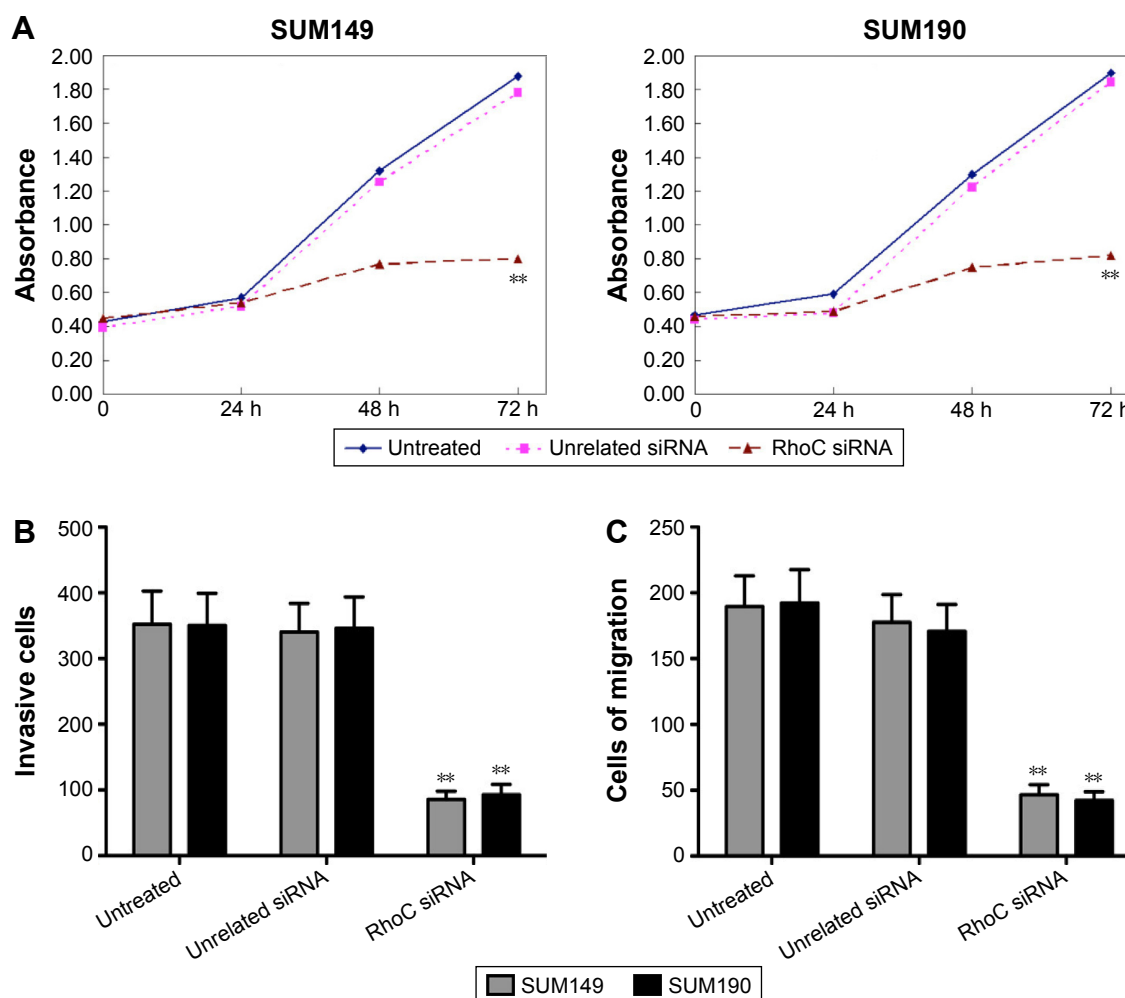 A
SUM149
SUM190
Absorbance
2.00
1.80
1.60
1.40
1.20
1.00
0.80
0.60
0.40
0.20
0.00
**
0
24 h
48 h
72 h
Absorbance
2.00
1.80
1.60
1.40
1.20
1.00
0.80
0.60
0.40
0.20
0.00
**
0
24 h
48 h
72 h
Untreated
Unrelated siRNA
RhoC siRNA
B
Invasive cells
500
400
300
200
100
0
** **
Untreated
Unrelated siRNA
RhoC siRNA
C
Cells of migration
250
200
150
100
50
0
** **
Untreated
Unrelated siRNA
RhoC siRNA
SUM149
SUM190